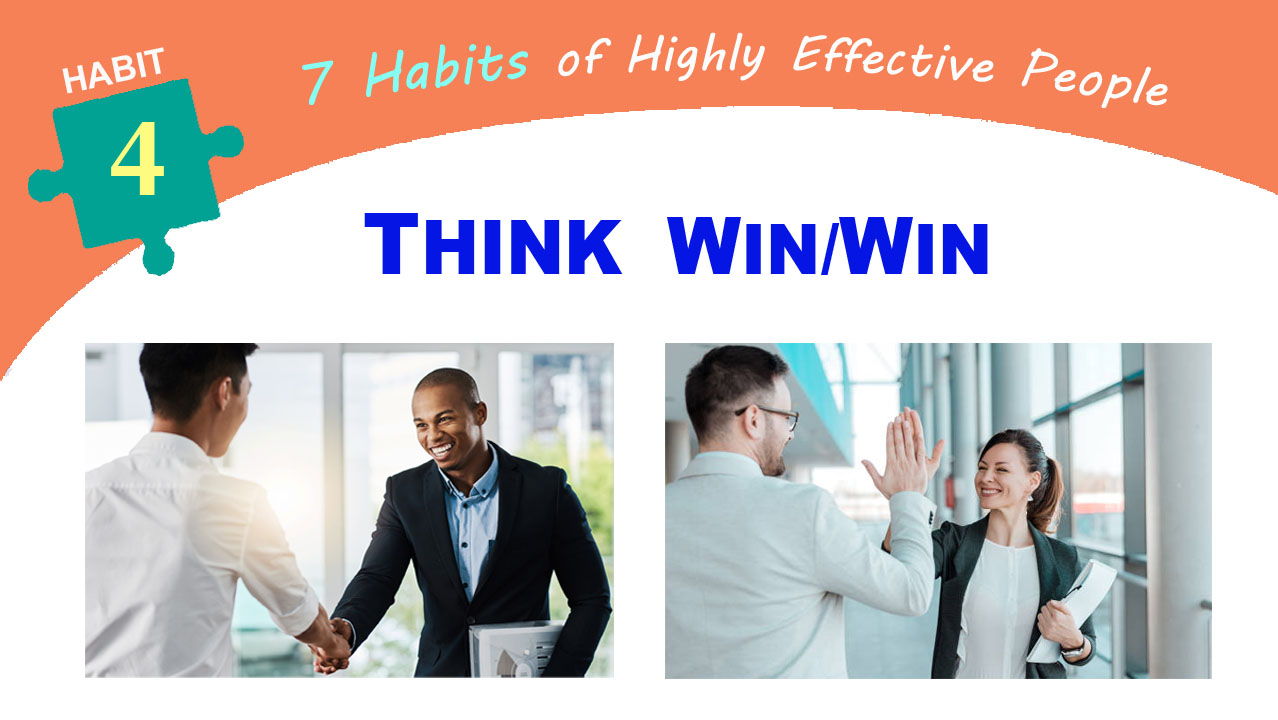 HABIT
4
7 Habits of Highly Effective People
THINK WIN/WIN